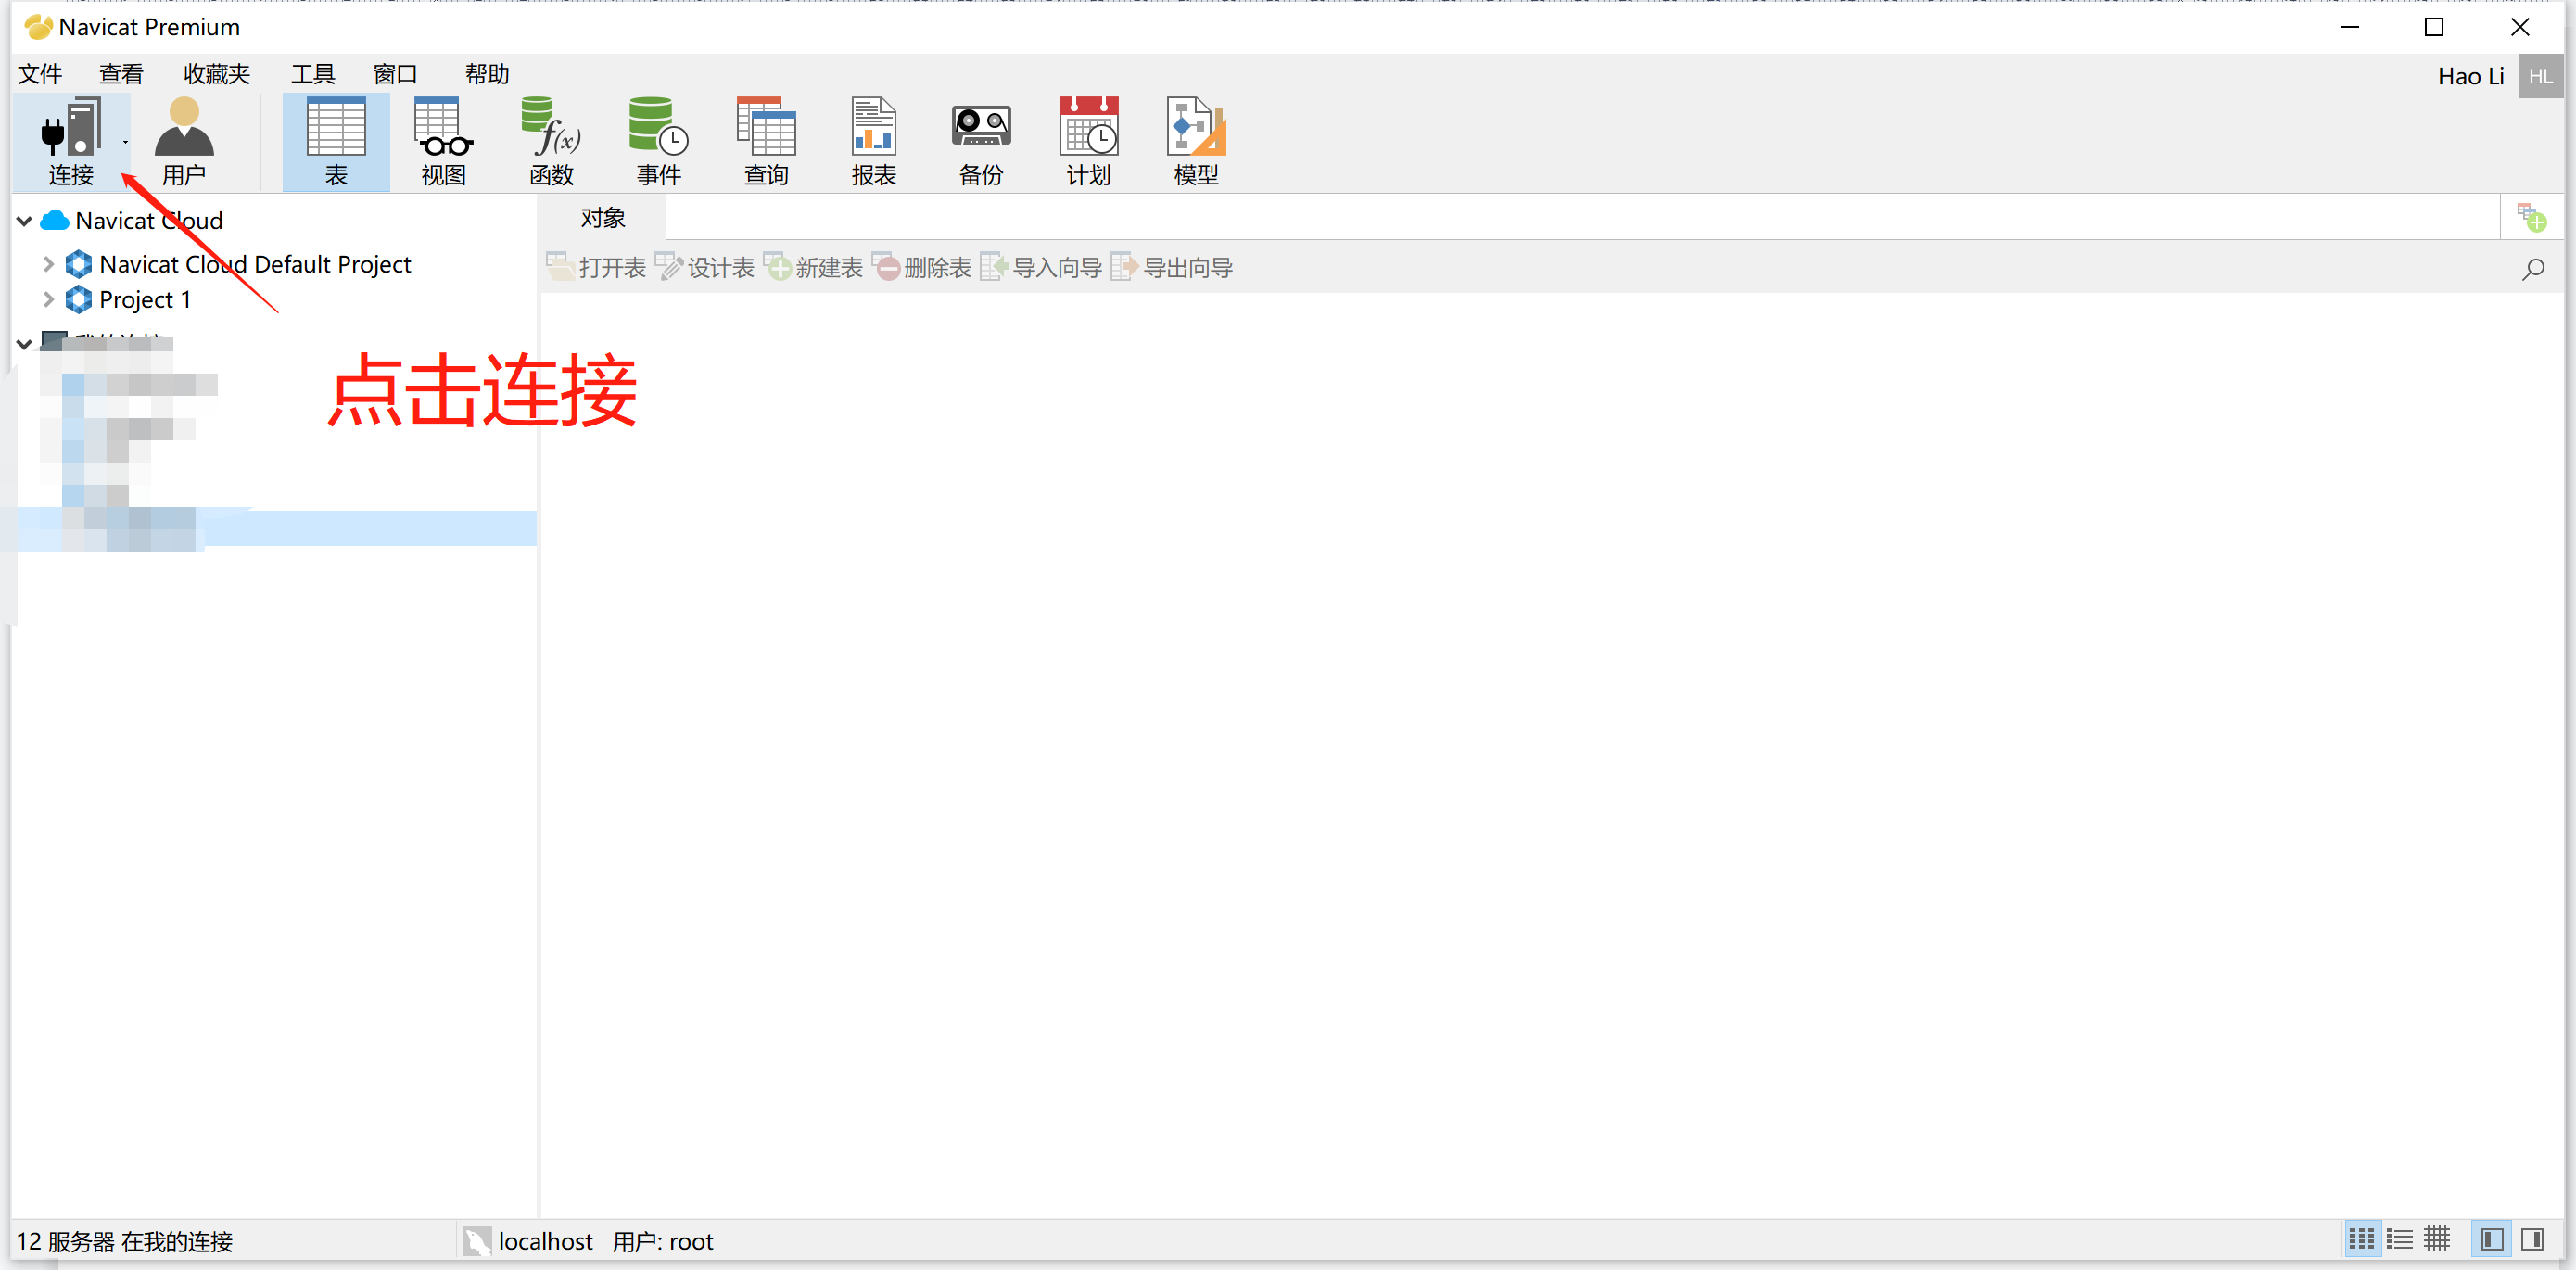 Navicat Premium
文件 查看 收藏夹 工具 窗口 帮助 Hao Li HL
连接 用户 表 视图 函数 事件 查询 报表 备份 计划 模型
f(x)
Navicat Cloud
对象
Navicat Cloud Default Project
打开表 设计表 新建表 删除表 导入向导 导出向导
Project 1
点击连接
12 服务器 在我的连接 localhost 用户: root